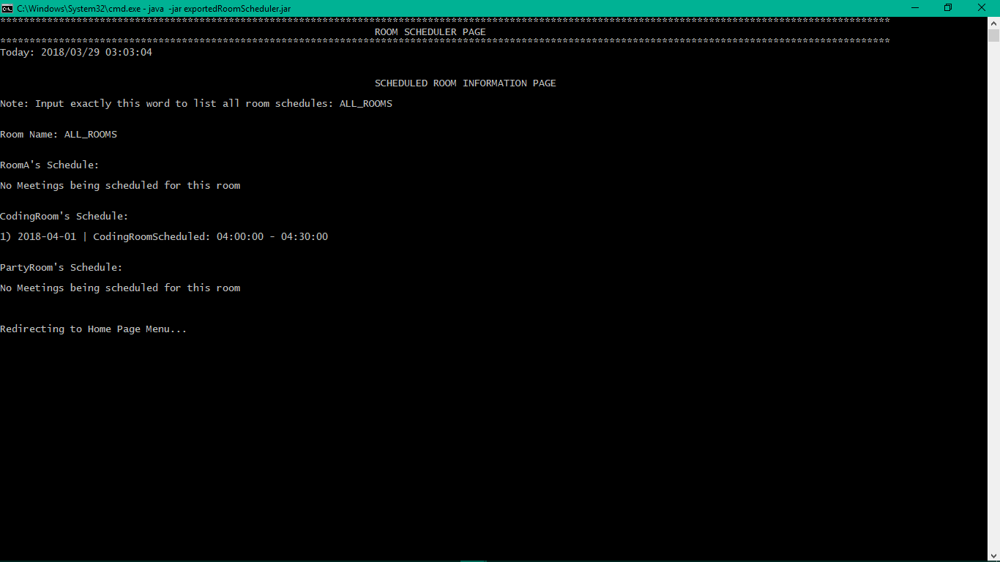 C:\Windows\System32\cmd.exe - java -jar exportedRoomScheduler.jar
********************************************************************************************************************************************************
ROOM SCHEDULER PAGE
********************************************************************************************************************************************************
Today: 2018/03/29 03:03:04
SCHEDULED ROOM INFORMATION PAGE
Note: Input exactly this word to list all room schedules: ALL_ROOMS
Room Name: ALL_ROOMS
RoomA's Schedule:
No Meetings being scheduled for this room
CodingRoom's Schedule:
1) 2018-04-01 | CodingRoomScheduled: 04:00:00 - 04:30:00
PartyRoom's Schedule:
No Meetings being scheduled for this room
Redirecting to Home Page Menu...